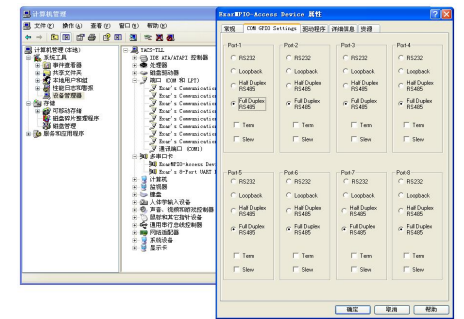 计算机管理
文件(F) 操作(A) 查看(V) 窗口(W) 帮助(H)
计算机管理(本地)
系统工具
事件查看器
共享文件夹
本地用户和组
性能日志和警报
设备管理器
存储
可移动存储
磁盘碎片整理程序
磁盘管理
服务和应用程序
TACS-TLL
IDE ATA/ATAPI 控制器
处理器
磁盘驱动器
端口 (COM 和 LPT)
Exar's Communication
Exar's Communication
Exar's Communication
Exar's Communication
Exar's Communication
Exar's Communication
Exar's Communication
Exar's Communication
通讯端口 (COM1)
多串口卡
ExarMPIO-Access Dev
Exar's 8-Port UART
计算机
监视器
键盘
人体学输入设备
声音、视频和游戏控制器
鼠标和其它指针设备
通用串行总线控制器
网络适配器
系统设备
显示卡
ExarMPIO-Access Device 属性
常规 COM GPIO Settings 驱动程序 详细信息 资源
Port-1 Port-2 Port-3 Port-4
RS232 RS232 RS232 RS232
Loopback Loopback Loopback Loopback
Half Duplex RS485 Half Duplex RS485 Half Duplex RS485 Half Duplex RS485
Full Duplex RS485 Full Duplex RS485 Full Duplex RS485 Full Duplex RS485
Term Term Term Term
Slew Slew Slew Slew
Port-5 Port-6 Port-7 Port-8
RS232 RS232 RS232 RS232
Loopback Loopback Loopback Loopback
Half Duplex RS485 Half Duplex RS485 Half Duplex RS485 Half Duplex RS485
Full Duplex RS485 Full Duplex RS485 Full Duplex RS485 Full Duplex RS485
Term Term Term Term
Slew Slew Slew Slew
确定 取消 帮助